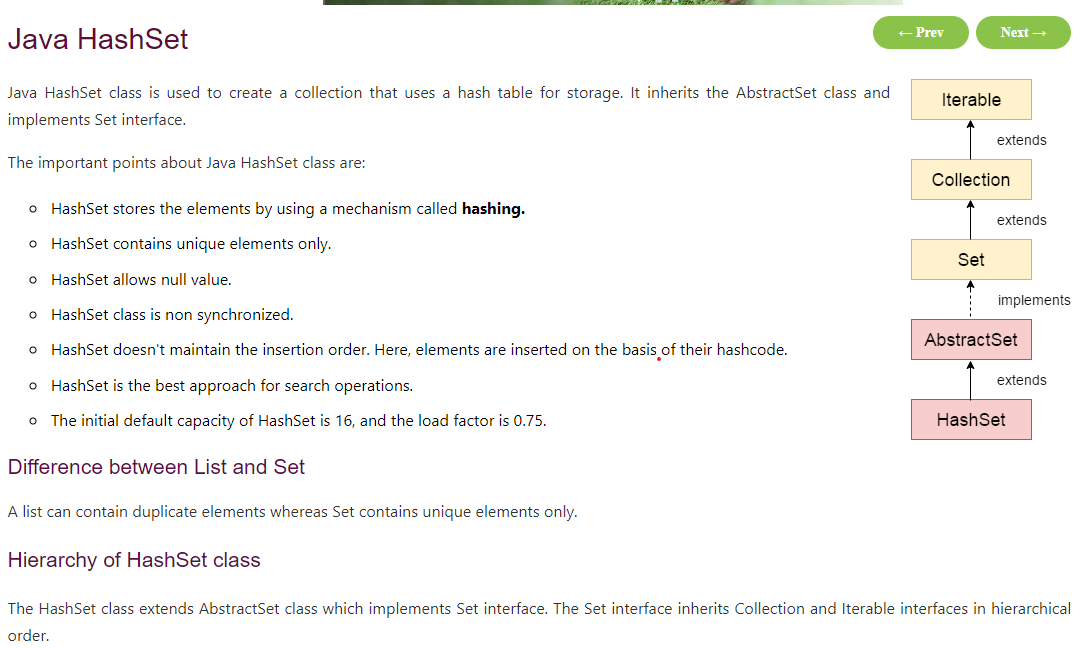 Java HashSet
← Prev
Next →
Java HashSet class is used to create a collection that uses a hash table for storage. It inherits the AbstractSet class and
implements Set interface.
The important points about Java HashSet class are:
HashSet stores the elements by using a mechanism called hashing.
HashSet contains unique elements only.
HashSet allows null value.
HashSet class is non synchronized.
HashSet doesn't maintain the insertion order. Here, elements are inserted on the basis of their hashcode.
HashSet is the best approach for search operations.
The initial default capacity of HashSet is 16, and the load factor is 0.75.
Iterable
extends
Collection
extends
Set
implements
AbstractSet
extends
HashSet
Difference between List and Set
A list can contain duplicate elements whereas Set contains unique elements only.
Hierarchy of HashSet class
The HashSet class extends AbstractSet class which implements Set interface. The Set interface inherits Collection and Iterable interfaces in hierarchical
order.